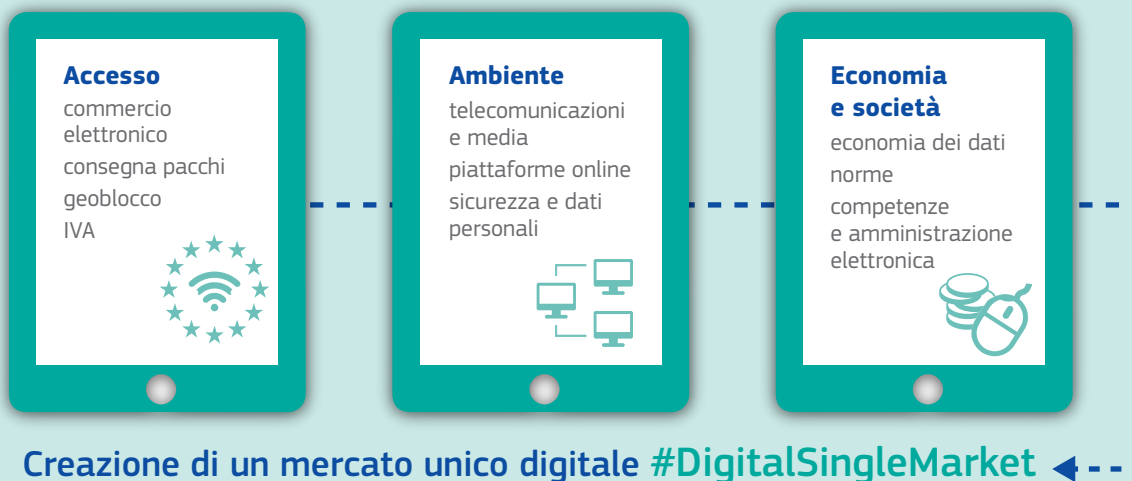 Accesso
commercio
elettronico
consegna pacchi
geoblocco
IVA
Ambiente
telecomunicazioni
e media
piattaforme online
sicurezza e dati
personali
Economia
e società
economia dei dati
norme
competenze
e amministrazione
elettronica
Creazione di un mercato unico digitale #DigitalSingleMarket